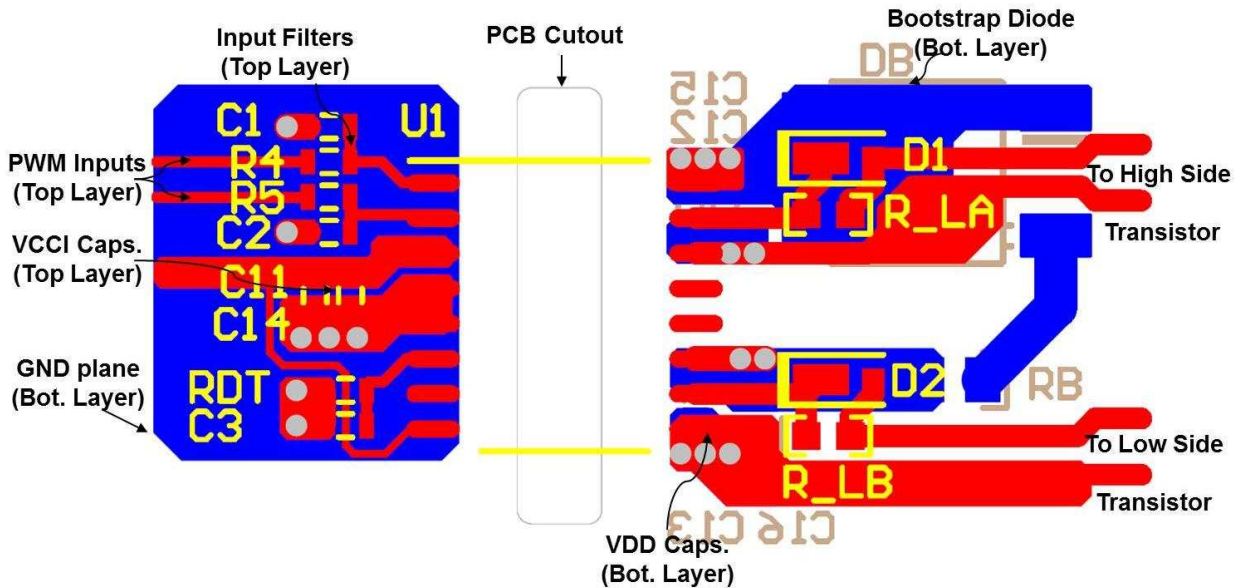 Bootstrap Diode
(Bot. Layer)
Input Filters
(Top Layer)
PCB Cutout
DB
C15
C12
C1
U1
PWM Inputs
(Top Layer)
R4
R5
D1
To High Side
C2
R_LA
Transistor
VCCI Caps.
(Top Layer)
C11
C14
GND plane
(Bot. Layer)
RDT
C3
D2
RB
To Low Side
R_LB
Transistor
C13
C16
VDD Caps.
(Bot. Layer)